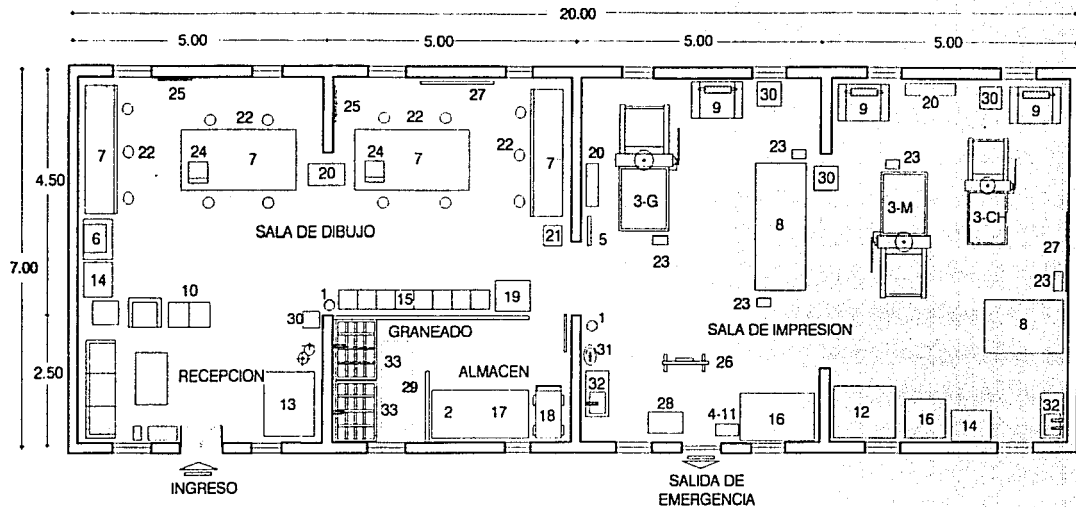 20.00
5.00 5.00 5.00 5.00
25 25 27 9 30 9 20 30 9
22 22
7 22 24 7 24 7 22 7 20 23 23
20 3-G 8 30 3-M 3-CH
4.50
SALA DE DIBUJO
6 21 5 23 27
7.00 14 23
10 1 15 19 23 8
30 GRANEADO 1 SALA DE IMPRESION
31
33 26
2.50 RECEPCION 29 ALMACEN 32
13 33 2 17 18 28 4-11 16 12 16 14 32
INGRESO
SALIDA DE
EMERGENCIA